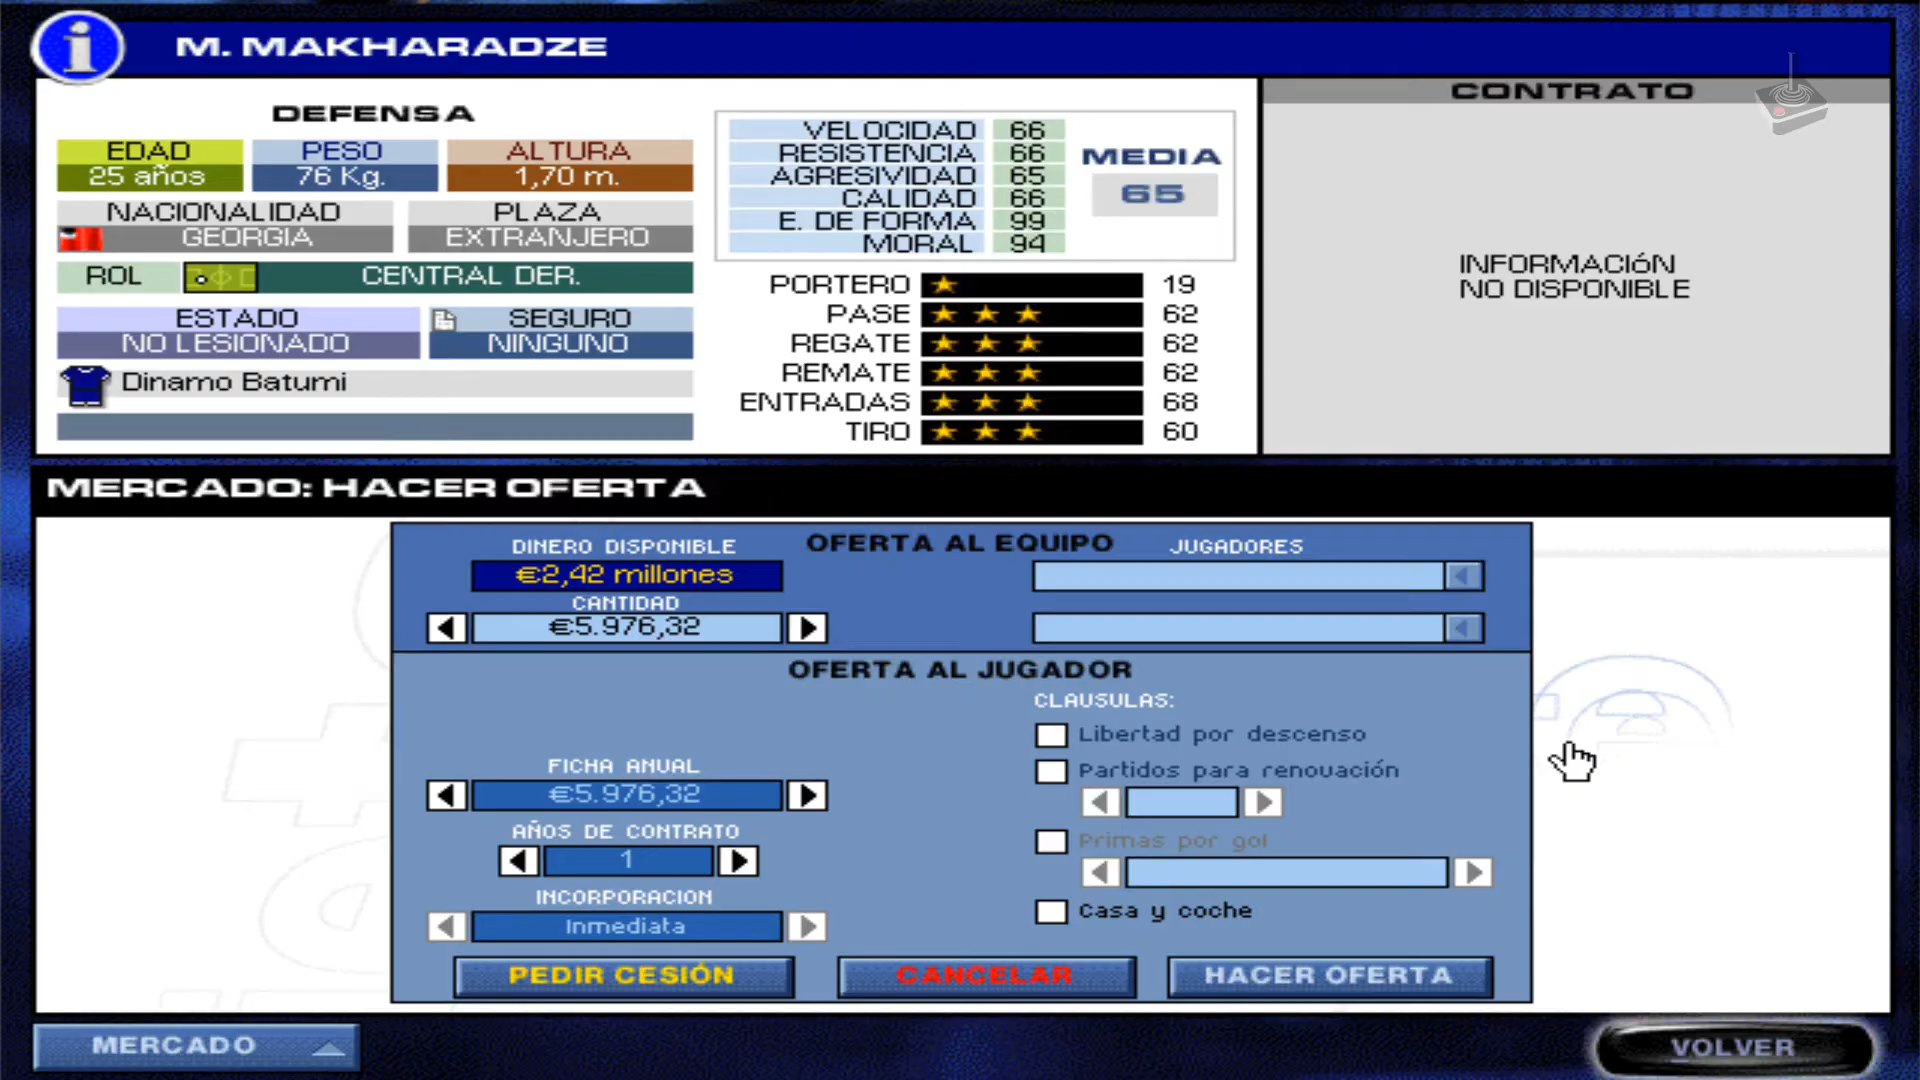 M. MAKHARADZE
DEFENSA
EDAD
25 años
PESO
76 Kg.
ALTURA
1,70 m.
NACIONALIDAD
GEORGIA
PLAZA
EXTRANJERO
ROL
CENTRAL DER.
ESTADO
NO LESIONADO
SEGURO
NINGUNO
Dinamo Batumi
VELOCIDAD 66
RESISTENCIA 66
AGRESIVIDAD 65
CALIDAD 66
E. DE FORMA 99
MORAL 94
MEDIA
65
PORTERO 19
PASE 62
REGATE 62
REMATE 62
ENTRADAS 68
TIRO 60
CONTRATO
INFORMACIóN
NO DISPONIBLE
MERCADO: HACER OFERTA
OFERTA AL EQUIPO
DINERO DISPONIBLE
€2,42 millones
CANTIDAD
€5.976,32
JUGADORES
OFERTA AL JUGADOR
FICHA ANUAL
€5.976,32
AÑOS DE CONTRATO
1
INCORPORACION
Inmediata
CLAUSULAS:
Libertad por descenso
Partidos para renovación
Primas por gol
Casa y coche
PEDIR CESIÓN
CANCELAR
HACER OFERTA
MERCADO
VOLVER